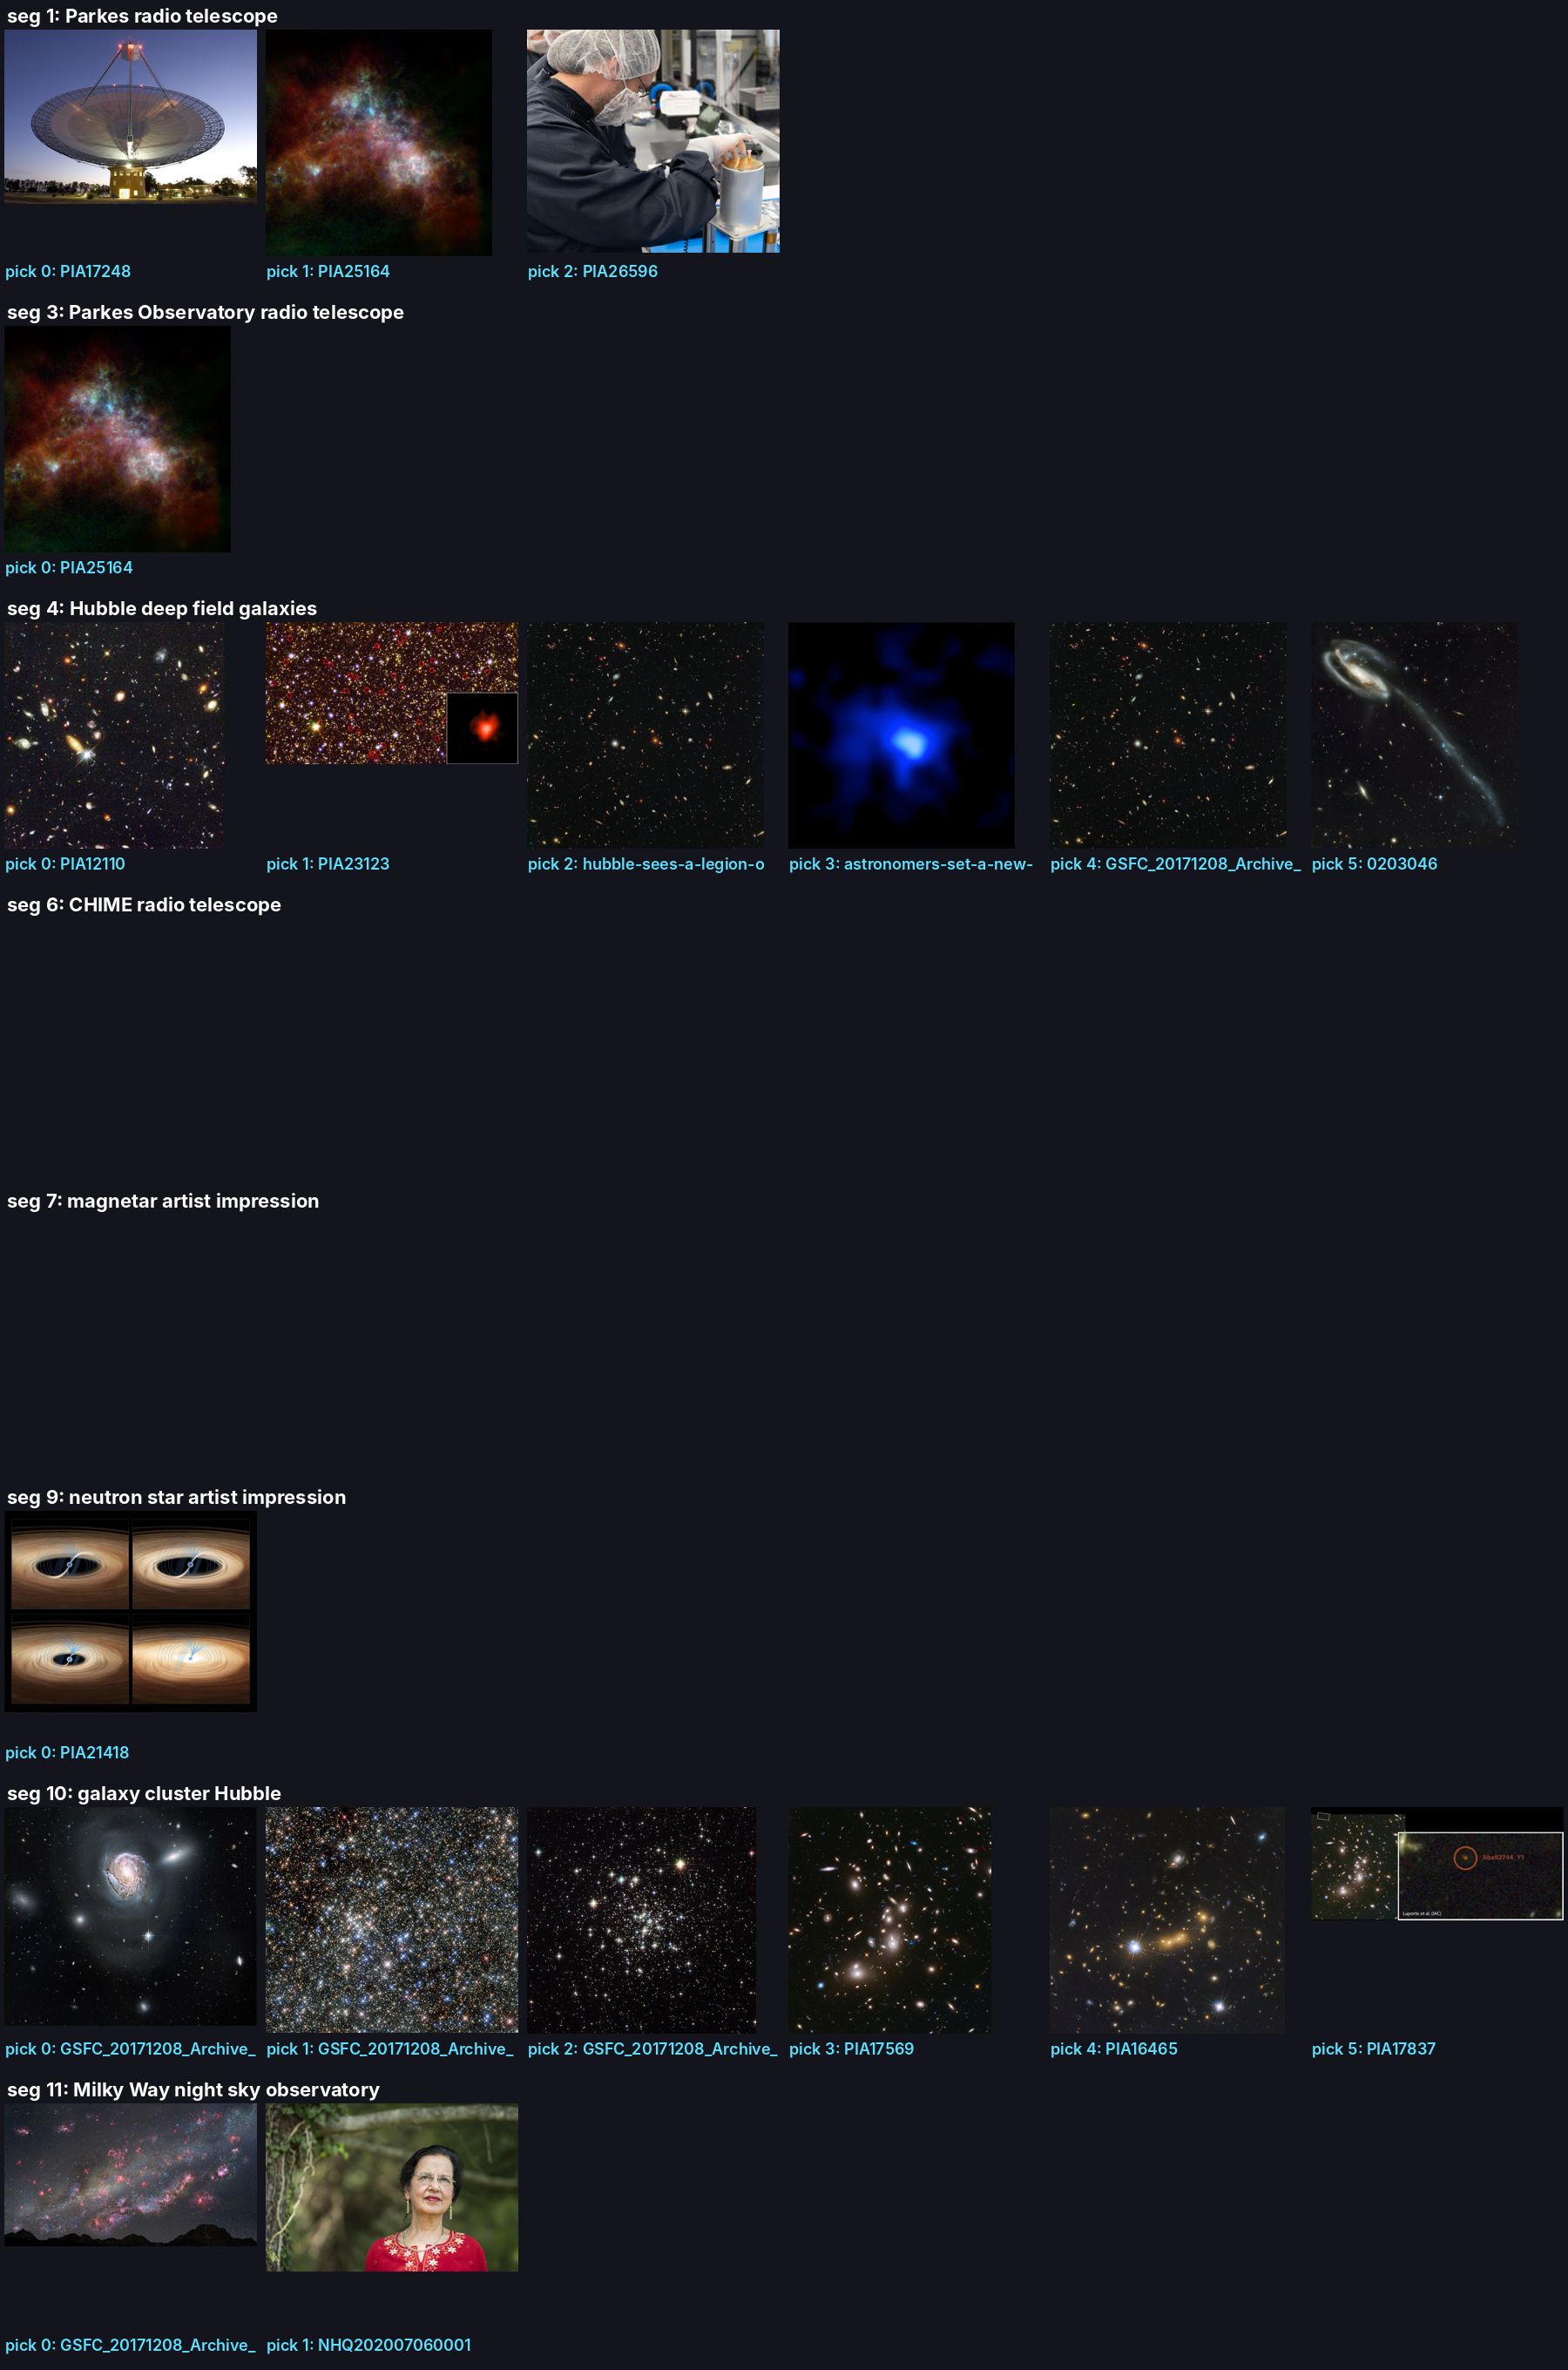 seg 1: Parkes radio telescope
pick 0: PIA17248
pick 1: PIA25164
pick 2: PIA26596
seg 3: Parkes Observatory radio telescope
pick 0: PIA25164
seg 4: Hubble deep field galaxies
pick 0: PIA12110
pick 1: PIA23123
pick 2: hubble-sees-a-legion-o
pick 3: astronomers-set-a-new-
pick 4: GSFC_20171208_Archive_
pick 5: 0203046
seg 6: CHIME radio telescope
seg 7: magnetar artist impression
seg 9: neutron star artist impression
pick 0: PIA21418
seg 10: galaxy cluster Hubble
Abell2744_Y1
Laporte et al. (IAC)
pick 0: GSFC_20171208_Archive_
pick 1: GSFC_20171208_Archive_
pick 2: GSFC_20171208_Archive_
pick 3: PIA17569
pick 4: PIA16465
pick 5: PIA17837
seg 11: Milky Way night sky observatory
pick 0: GSFC_20171208_Archive_
pick 1: NHQ202007060001